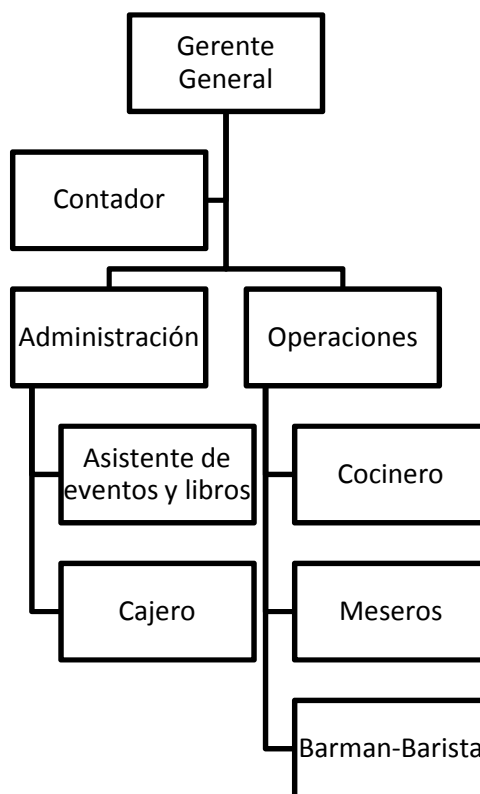 Gerente
General
Contador
Administración
Operaciones
Asistente de
eventos y libros
Cocinero
Cajero
Meseros
Barman-Barista